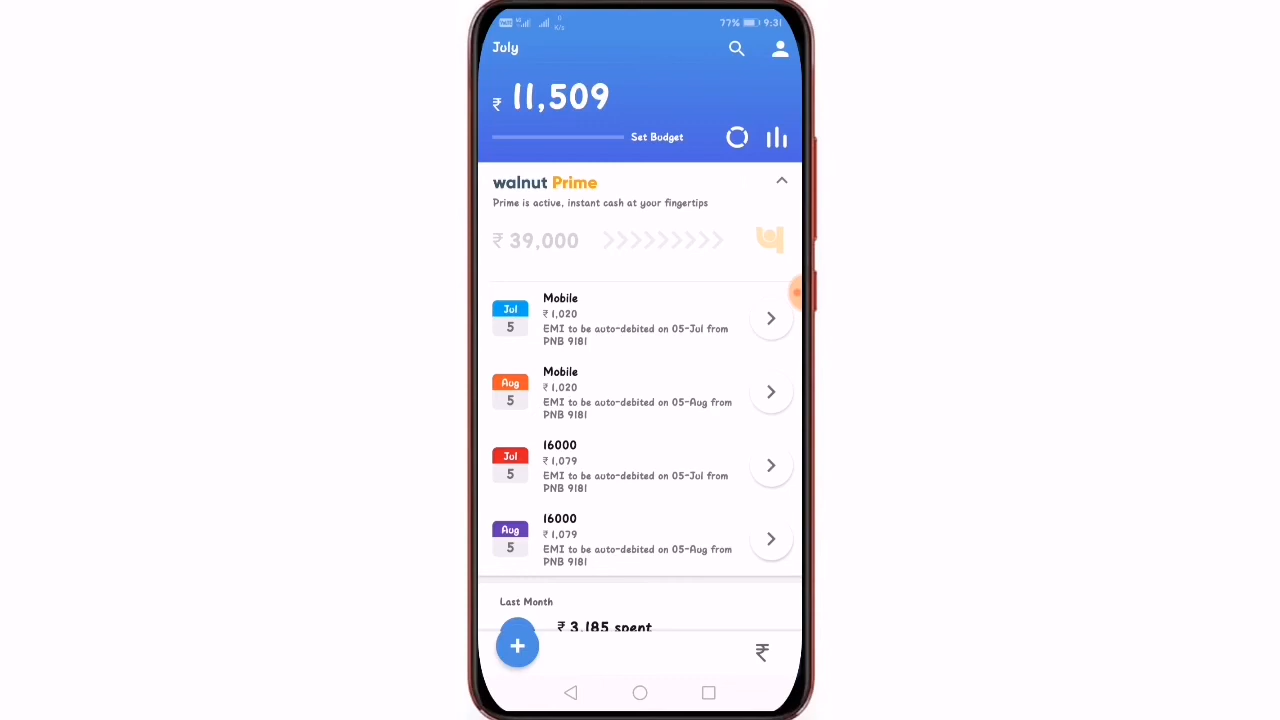 77% 9:31
July
₹ 11,509
Set Budget
walnut Prime
Prime is active, instant cash at your fingertips
₹ 39,000
Jul
5
Mobile
₹ 1,020
EMI to be auto-debited on 05-Jul from
PNB 9181
Aug
5
Mobile
₹ 1,020
EMI to be auto-debited on 05-Aug from
PNB 9181
Jul
5
16000
₹ 1,079
EMI to be auto-debited on 05-Jul from
PNB 9181
Aug
5
16000
₹ 1,079
EMI to be auto-debited on 05-Aug from
PNB 9181
Last Month
₹ 3,185 spent
₹